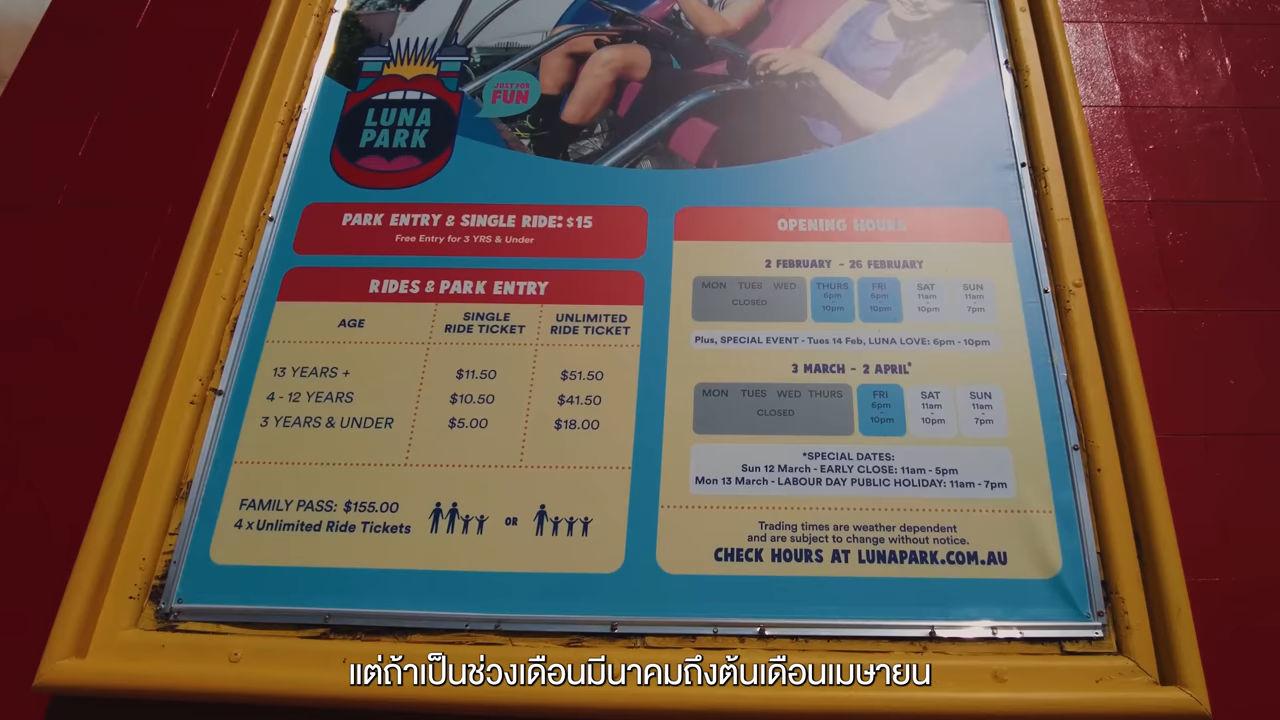 JUST FOR
FUN
LUNA
PARK
PARK ENTRY & SINGLE RIDE: $15
Free Entry for 3 YRS & Under
RIDES & PARK ENTRY
AGE SINGLE RIDE TICKET UNLIMITED RIDE TICKET
13 YEARS + $11.50 $51.50
4 - 12 YEARS $10.50 $41.50
3 YEARS & UNDER $5.00 $18.00
FAMILY PASS: $155.00
4 x Unlimited Ride Tickets OR
OPENING HOURS
2 FEBRUARY - 26 FEBRUARY
MON TUES WED THURS FRI SAT SUN
CLOSED 6pm - 10pm 5pm - 10pm 11am - 10pm 11am - 7pm
Plus, SPECIAL EVENT - Tues 14 Feb, LUNA LOVE: 6pm - 10pm
3 MARCH - 2 APRIL*
MON TUES WED THURS FRI SAT SUN
CLOSED 6pm - 10pm 11am - 10pm 11am - 7pm
*SPECIAL DATES:
Sun 12 March - EARLY CLOSE: 11am - 5pm
Mon 13 March - LABOUR DAY PUBLIC HOLIDAY: 11am - 7pm
Trading times are weather dependent
and are subject to change without notice.
CHECK HOURS AT LUNAPARK.COM.AU
แต่ถ้าเป็นช่วงเดือนมีนาคมถึงต้นเดือนเมษายน